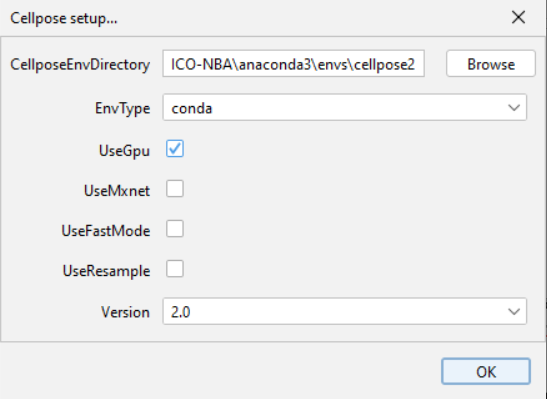 Cellpose setup...
CellposeEnvDirectory ICO-NBA\anaconda3\envs\cellpose2 Browse
EnvType conda
UseGpu
UseMxnet
UseFastMode
UseResample
Version 2.0
OK